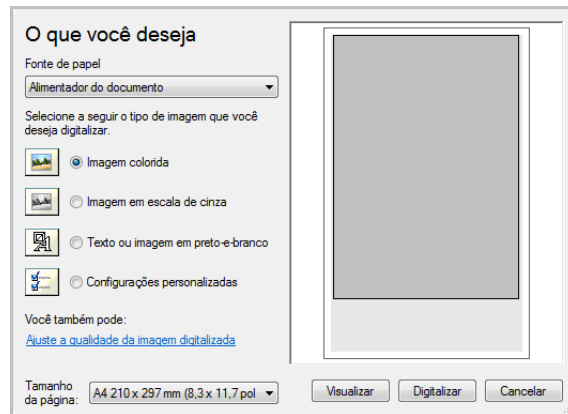 O que você deseja
Fonte de papel
Alimentador do documento
Selecione a seguir o tipo de imagem que você
deseja digitalizar.
Imagem colorida
Imagem em escala de cinza
Texto ou imagem em preto-e-branco
Configurações personalizadas
Você também pode:
Ajuste a qualidade da imagem digitalizada
Tamanho
da página:
A4 210 x 297 mm (8,3 x 11,7 pol
Visualizar
Digitalizar
Cancelar